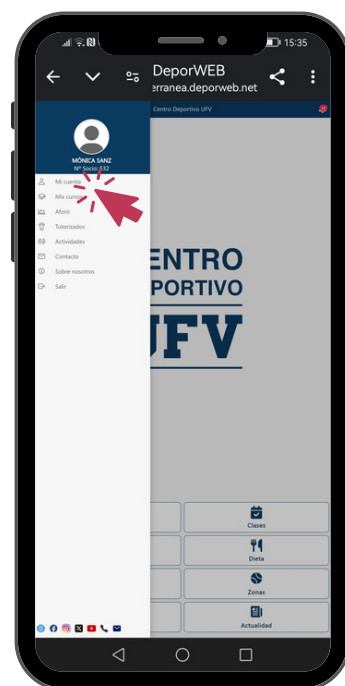 15:35
DeporWEB
erranea.deporweb.net
Centro Deportivo UFV
MÓNICA SANZ
Nº Socio: 532
Mi cuenta
Mis cursos
Aforo
Tutorizados
Actividades
Contacto
Sobre nosotros
Salir
ENTRO
PORTIVO
UFV
Clases
Dieta
Zonas
Actualidad